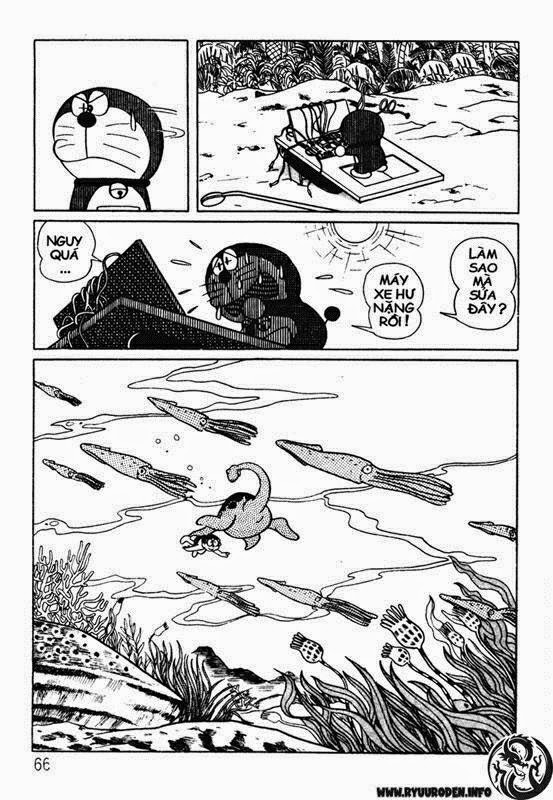 NGUY
QUÁ
...
MÁY
XE HƯ
NẶNG
RỒI!
LÀM
SAO
MÀ
SỬA
ĐÂY?
66
WWW.RYUURODEN.INFO